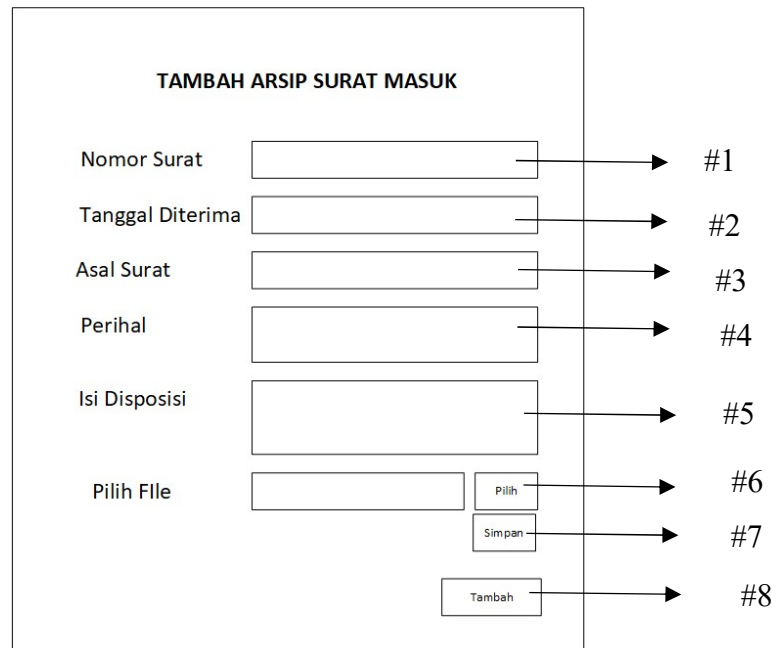 TAMBAH ARSIP SURAT MASUK
Nomor Surat #1
Tanggal Diterima #2
Asal Surat #3
Perihal #4
Isi Disposisi #5
Pilih FIle Pilih #6
Simpan #7
Tambah #8